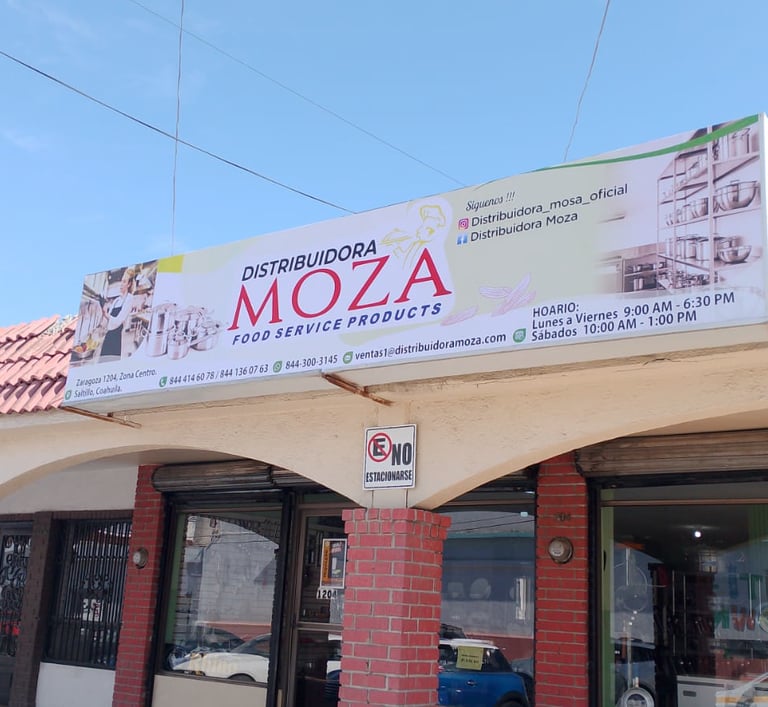 Siguenos !!!
Distribuidora_mosa_oficial
Distribuidora Moza
DISTRIBUIDORA
MOZA
FOOD SERVICE PRODUCTS
HOARIO:
Lunes a Viernes 9:00 AM - 6:30 PM
Sábados 10:00 AM - 1:00 PM
Zaragoza 1204, Zona Centro.
Saltillo, Coahuila.
844 414 60 78 / 844 136 07 63
844-300-3145
ventas1@distribuidoramoza.com
E NO
ESTACIONARSE
1204